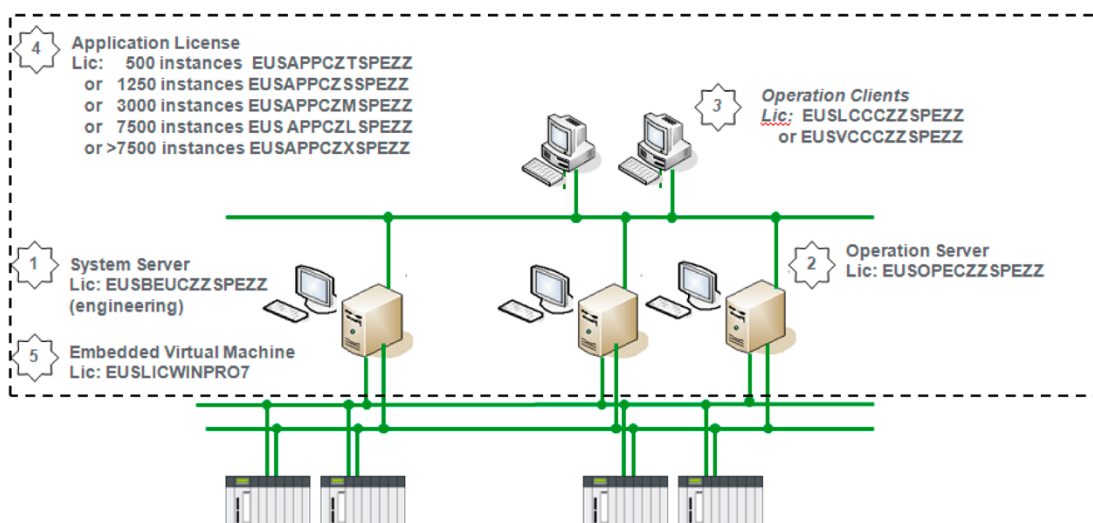 4
Application License
Lic: 500 instances EUSAPPCZTSPEZZ
or 1250 instances EUSAPPCZSSPEZZ
or 3000 instances EUSAPPCZMSPEZZ
or 7500 instances EUS APPCZLSPEZZ
or >7500 instances EUSAPPCZXSPEZZ
3
Operation Clients
Lic: EUSLCCCZZSPEZZ
or EUSVCCCZZSPEZZ
1
System Server
Lic: EUSBEUCZZSPEZZ
(engineering)
2
Operation Server
Lic: EUSOPECZZSPEZZ
5
Embedded Virtual Machine
Lic: EUSLICWINPRO7